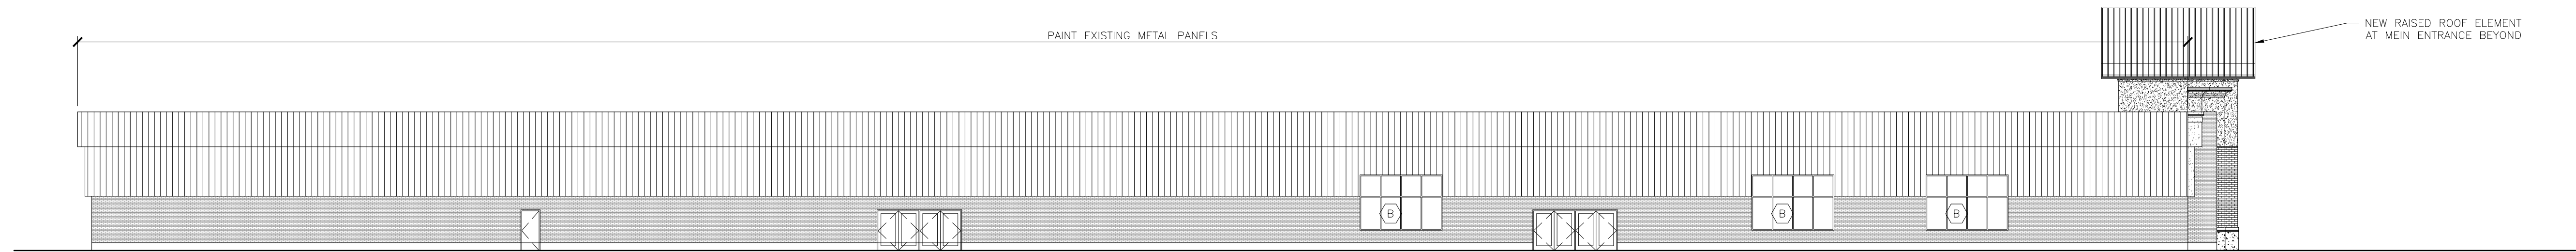 PAINT EXISTING METAL PANELS
NEW RAISED ROOF ELEMENT
AT MEIN ENTRANCE BEYOND
B
B
B